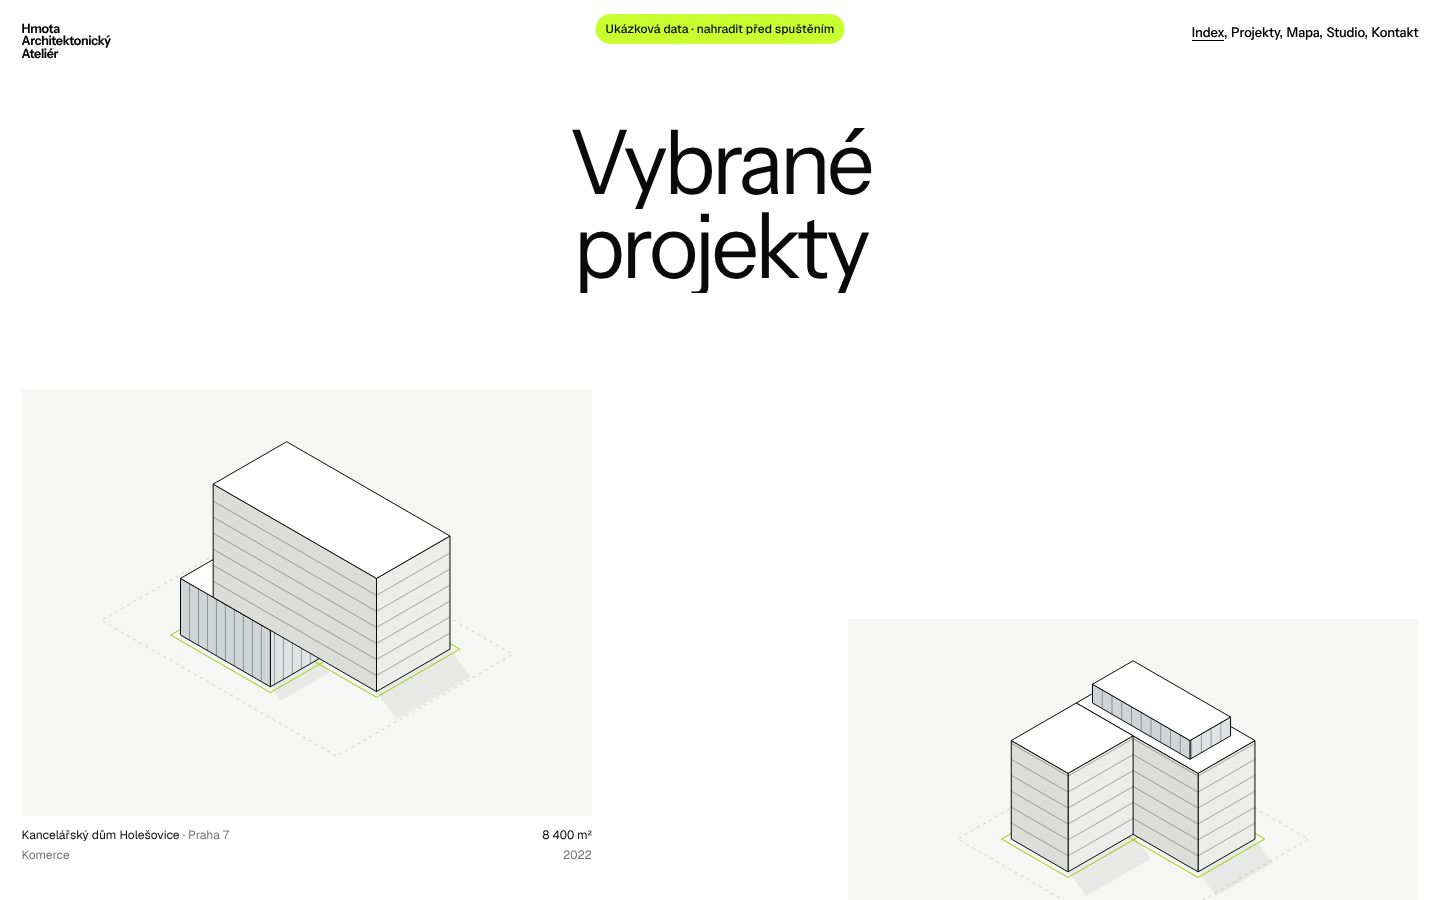 Hmota
Architektonický
Ateliér
Ukázková data · nahradit před spuštěním
Index, Projekty, Mapa, Studio, Kontakt
Vybrané
projekty
Kancelářský dům Holešovice · Praha 7
8 400 m²
Komerce
2022